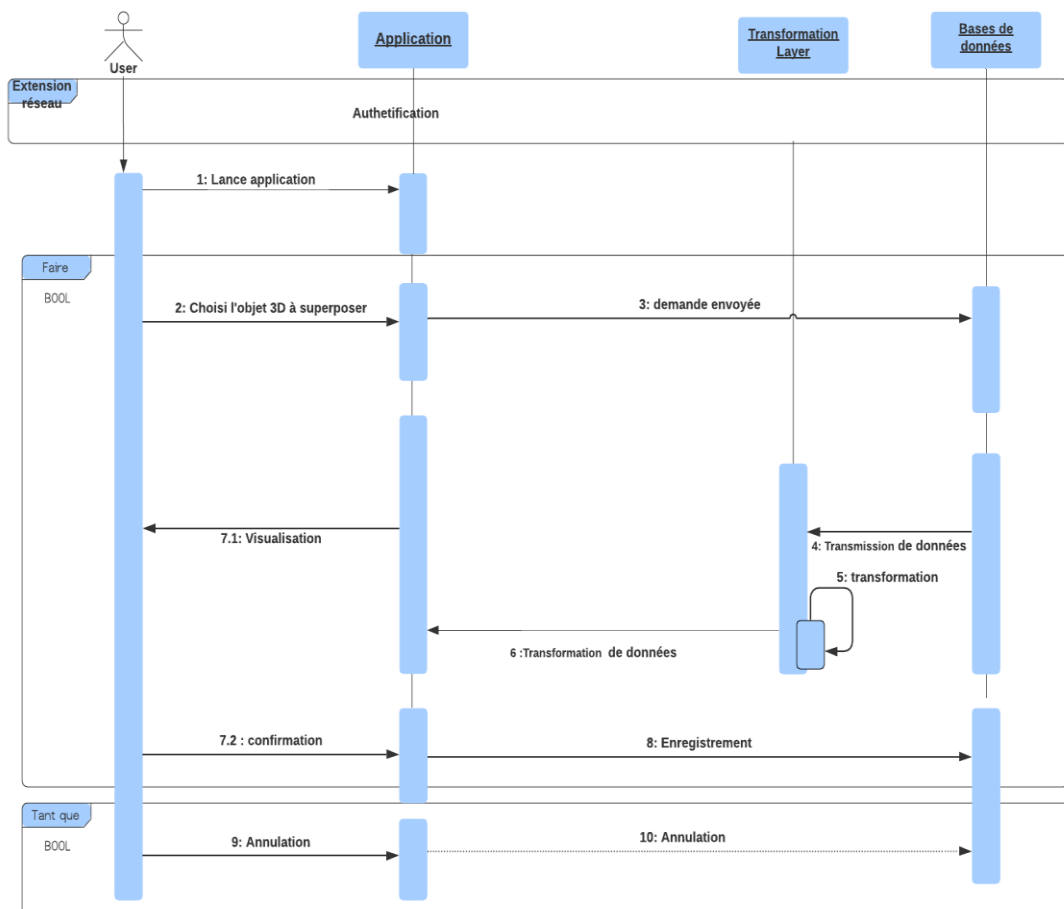 User
Application
Transformation
Layer
Bases de
données
Extension
réseau
Authetification
1: Lance application
Faire
BOOL
2: Choisi l'objet 3D à superposer
3: demande envoyée
7.1: Visualisation
4: Transmission de données
5: transformation
6 :Transformation de données
7.2 : confirmation
8: Enregistrement
Tant que
BOOL
9: Annulation
10: Annulation